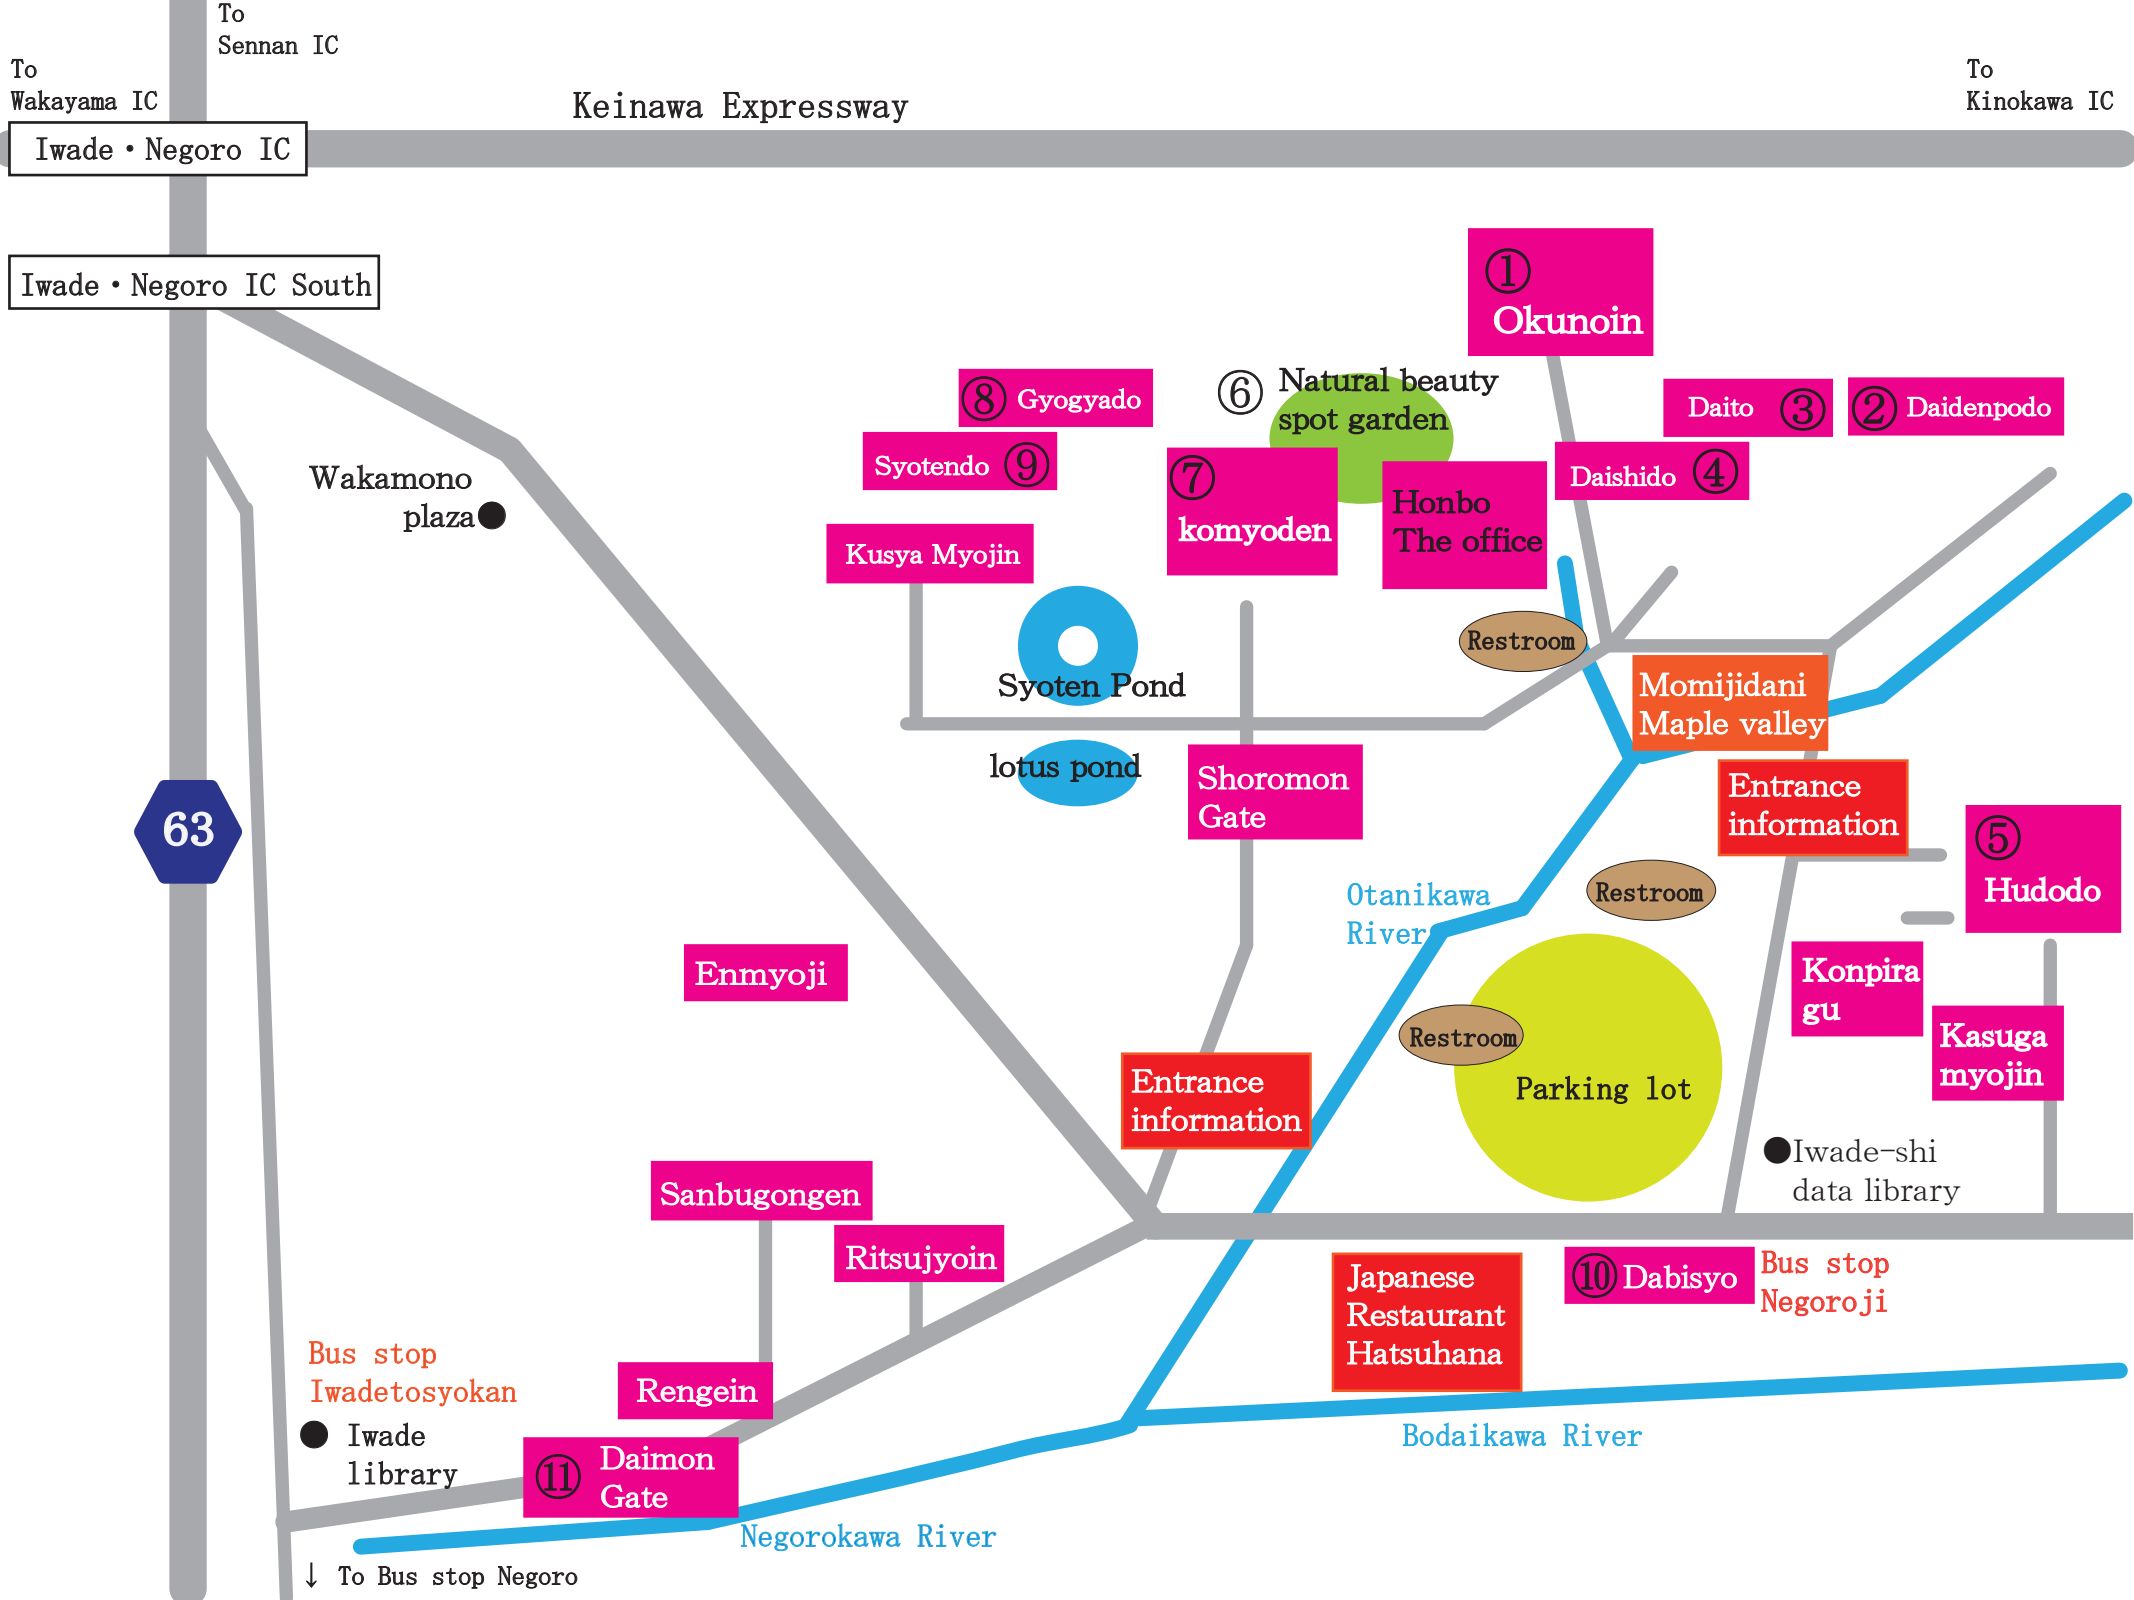 To
Sennan IC
To
Wakayama IC
Keinawa Expressway
To
Kinokawa IC
Iwade・Negoro IC
Iwade・Negoro IC South
①
Okunoin
⑧ Gyogyado
⑥ Natural beauty
spot garden
Daito ③
② Daidenpodo
Syotendo ⑨
⑦
komyoden
Daishido ④
Wakamono
plaza
Honbo
The office
Kusya Myojin
Restroom
Syoten Pond
Momijidani
Maple valley
lotus pond
Shoromon
Gate
Entrance
information
63
⑤
Hudodo
Otanikawa
River
Restroom
Enmyoji
Konpira
gu
Restroom
Kasuga
myojin
Entrance
information
Parking lot
Iwade-shi
data library
Sanbugongen
Ritsujyoin
Japanese
Restaurant
Hatsuhana
⑩ Dabisyo
Bus stop
Negoroji
Bus stop
Iwadetosyokan
Rengein
Iwade
library
⑪ Daimon
Gate
Bodaikawa River
Negorokawa River
↓ To Bus stop Negoro